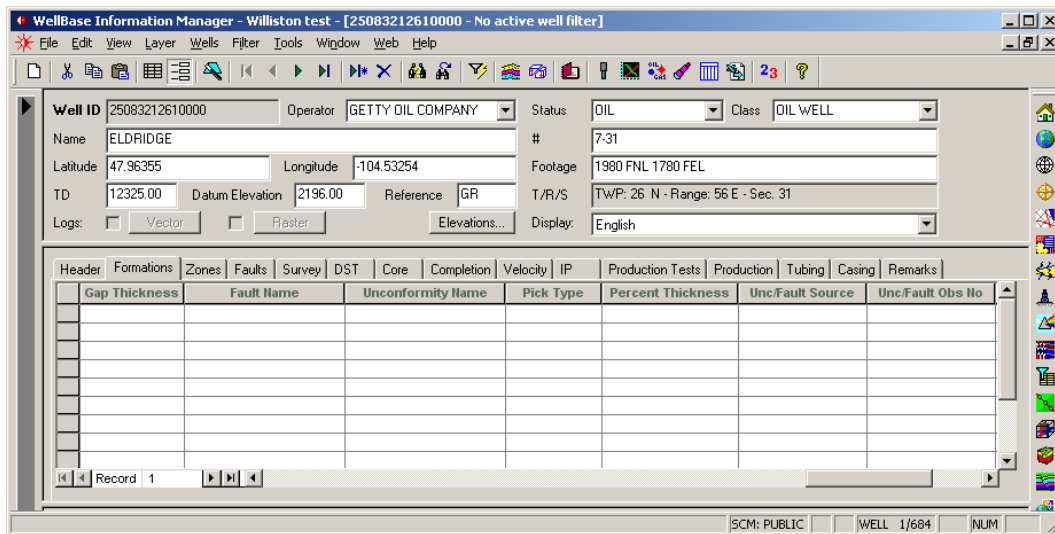 WellBase Information Manager - Williston test - [25083212610000 - No active well filter]
File Edit View Layer Wells Filter Tools Window Web Help
OIL GAS 23 ?
Well ID 25083212610000 Operator GETTY OIL COMPANY Status OIL Class OIL WELL
Name ELDRIDGE # 7-31
Latitude 47.96355 Longitude -104.53254 Footage 1980 FNL 1780 FEL
TD 12325.00 Datum Elevation 2196.00 Reference GR T/R/S TWP: 26 N - Range: 56 E - Sec. 31
Logs: Vector Raster Elevations... Display: English
Header Formations Zones Faults Survey DST Core Completion Velocity IP Production Tests Production Tubing Casing Remarks
Gap Thickness Fault Name Unconformity Name Pick Type Percent Thickness Unc/Fault Source Unc/Fault Obs No
Record 1
SCM: PUBLIC WELL 1/684 NUM